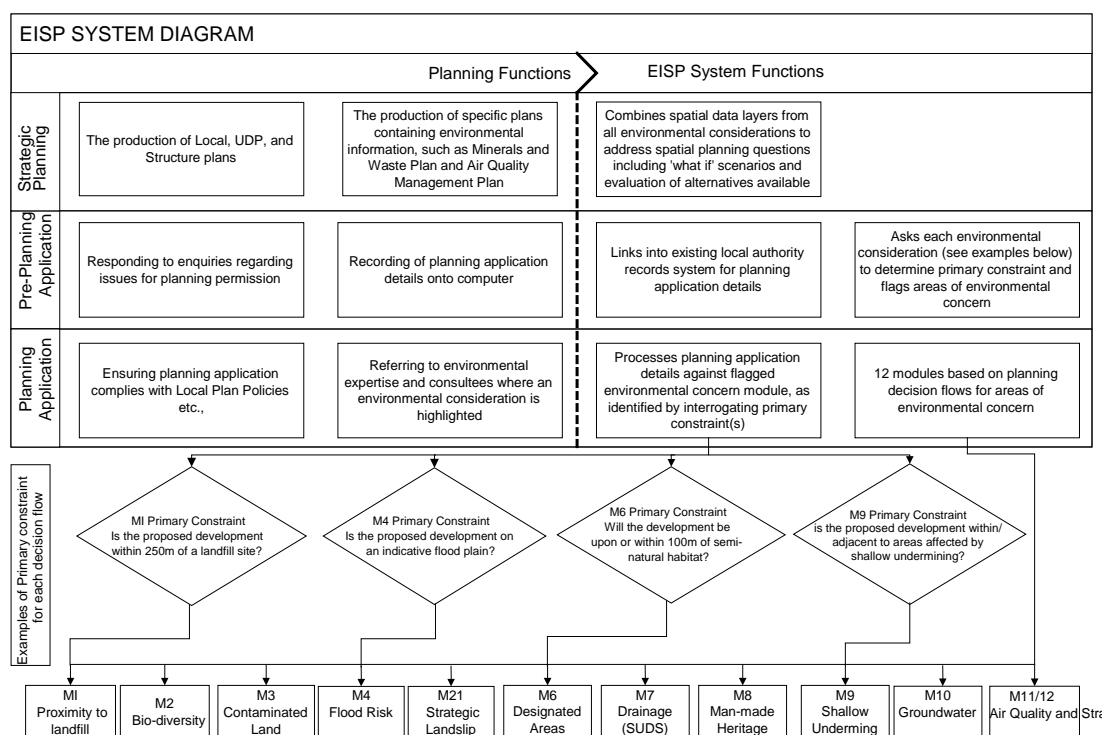 EISP SYSTEM DIAGRAM
Planning Functions
EISP System Functions
Strategic
Planning
The production of Local, UDP, and
Structure plans
The production of specific plans
containing environmental
information, such as Minerals and
Waste Plan and Air Quality
Management Plan
Combines spatial data layers from
all environmental considerations to
address spatial planning questions
including 'what if' scenarios and
evaluation of alternatives available
Pre-Planning
Application
Responding to enquiries regarding
issues for planning permission
Recording of planning application
details onto computer
Links into existing local authority
records system for planning
application details
Asks each environmental
consideration (see examples below)
to determine primary constraint and
flags areas of environmental
concern
Planning
Application
Ensuring planning application
complies with Local Plan Policies
etc.,
Referring to environmental
expertise and consultees where an
environmental consideration is
highlighted
Processes planning application
details against flagged
environmental concern module, as
identified by interrogating primary
constraint(s)
12 modules based on planning
decision flows for areas of
environmental concern
Examples of Primary constraint
for each decision flow
MI Primary Constraint
Is the proposed development
within 250m of a landfill site?
M4 Primary Constraint
Is the proposed development on
an indicative flood plain?
M6 Primary Constraint
Will the development be
upon or within 100m of semi-
natural habitat?
M9 Primary Constraint
is the proposed development within/
adjacent to areas affected by
shallow undermining?
MI
Proximity to
landfill
M2
Bio-diversity
M3
Contaminated
Land
M4
Flood Risk
M21
Strategic
Landslip
M6
Designated
Areas
M7
Drainage
(SUDS)
M8
Man-made
Heritage
M9
Shallow
Underming
M10
Groundwater
M11/12
Air Quality and Stra